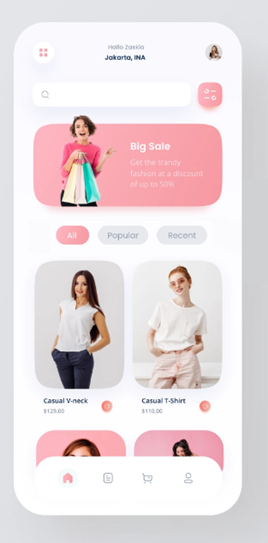 Hallo Zaskia
Jakarta, INA
Big Sale
Get the trandy
fashion at a discount
of up to 50%
All
Popular
Recent
Casual V-neck
$129,00
Casual T-Shirt
$110,00